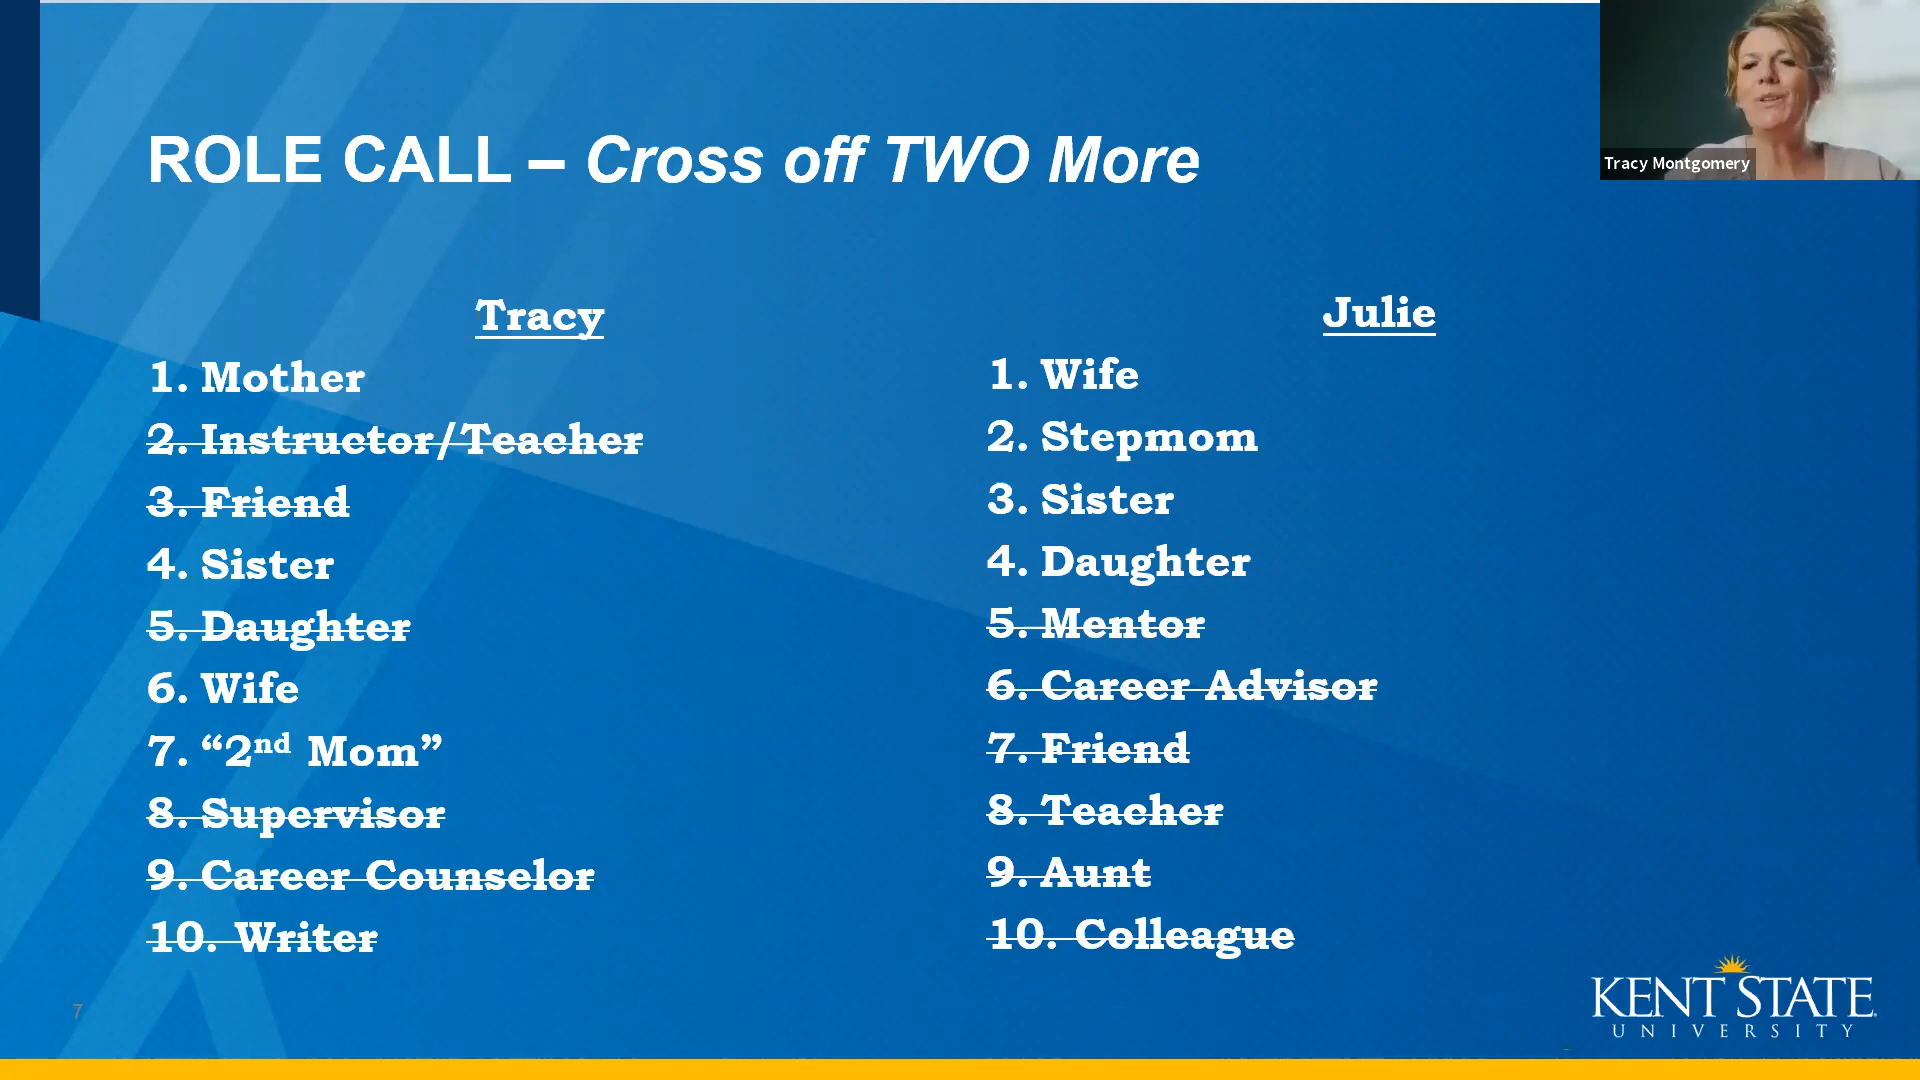 Tracy Montgomery
ROLE CALL – Cross off TWO More
Tracy
1. Mother
2. Instructor/Teacher
3. Friend
4. Sister
5. Daughter
6. Wife
7. “2nd Mom”
8. Supervisor
9. Career Counselor
10. Writer
Julie
1. Wife
2. Stepmom
3. Sister
4. Daughter
5. Mentor
6. Career Advisor
7. Friend
8. Teacher
9. Aunt
10. Colleague
7
KENT STATE
UNIVERSITY